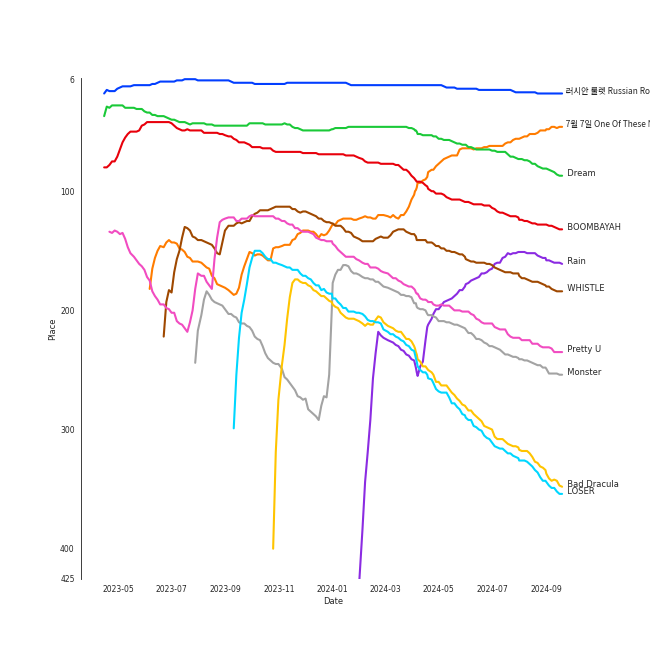 6
100
200
300
400
425
Place
2023-05
2023-07
2023-09
2023-11
2024-01
2024-03
2024-05
2024-07
2024-09
Date
러시안 룰렛 Russian Ro
7월 7일 One Of These N
Dream
BOOMBAYAH
Rain
WHISTLE
Pretty U
Monster
Bad Dracula
LOSER